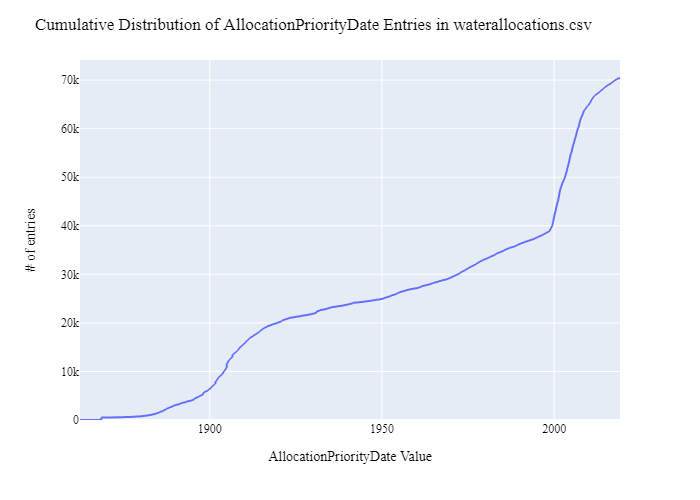 Cumulative Distribution of AllocationPriorityDate Entries in waterallocations.csv
70k
60k
50k
40k
30k
20k
10k
0
# of entries
1900
1950
2000
AllocationPriorityDate Value